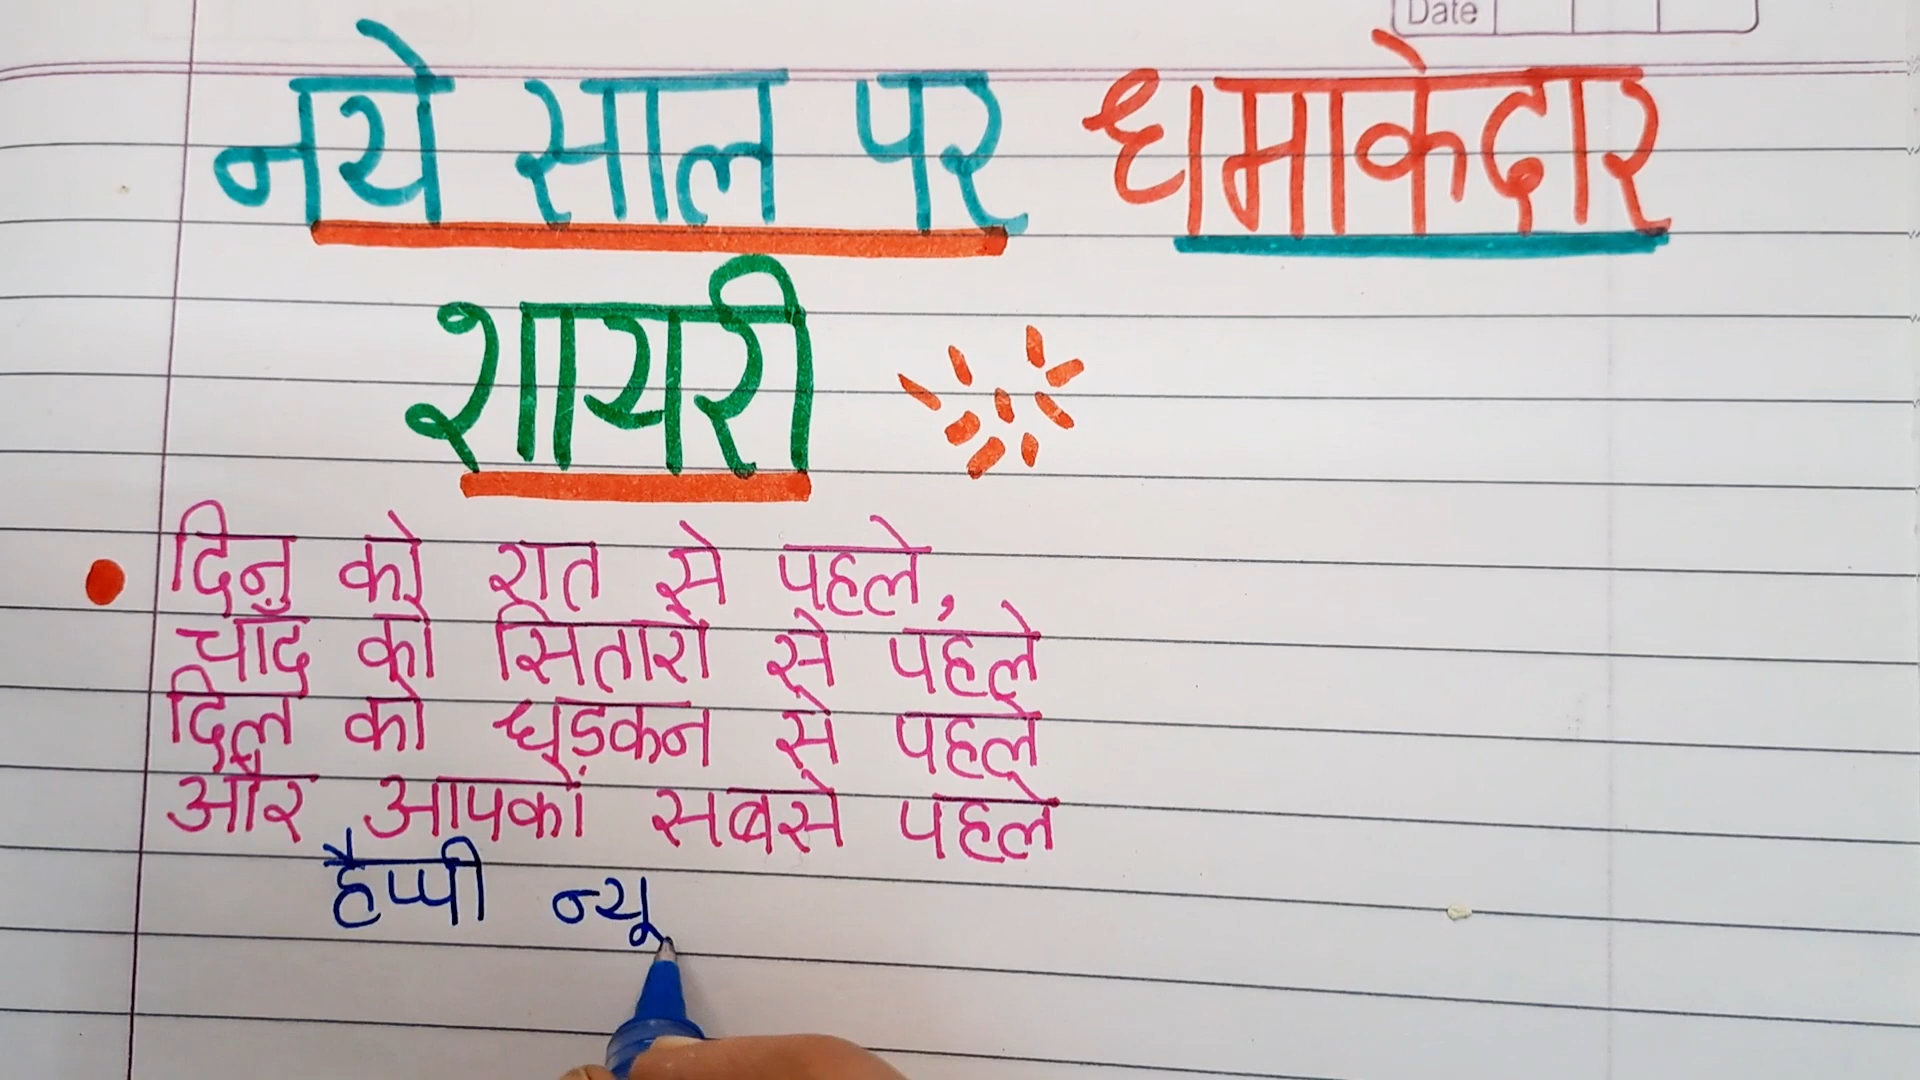 Date
नये साल पर धमाकेदार
शायरी
दिन को रात से पहले,
चाँद को सितारों से पहले
दिल को धड़कन से पहले
और आपको सबसे पहले
हैप्पी न्यू